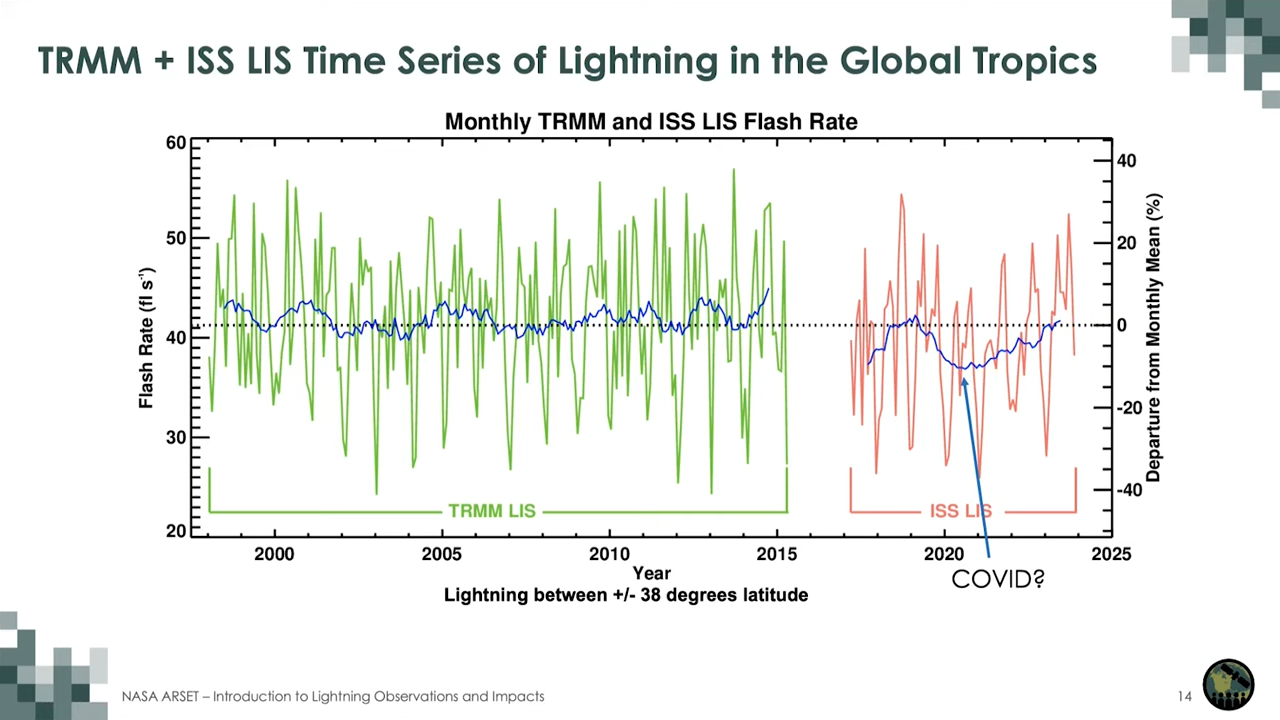 TRMM + ISS LIS Time Series of Lightning in the Global Tropics
Monthly TRMM and ISS LIS Flash Rate
60
50
40
30
20
Flash Rate (fl s⁻¹)
40
20
0
-20
-40
Departure from Monthly Mean (%)
TRMM LIS
ISS LIS
2000 2005 2010 2015 2020 2025
Year
COVID?
Lightning between +/- 38 degrees latitude
NASA ARSET – Introduction to Lightning Observations and Impacts
14